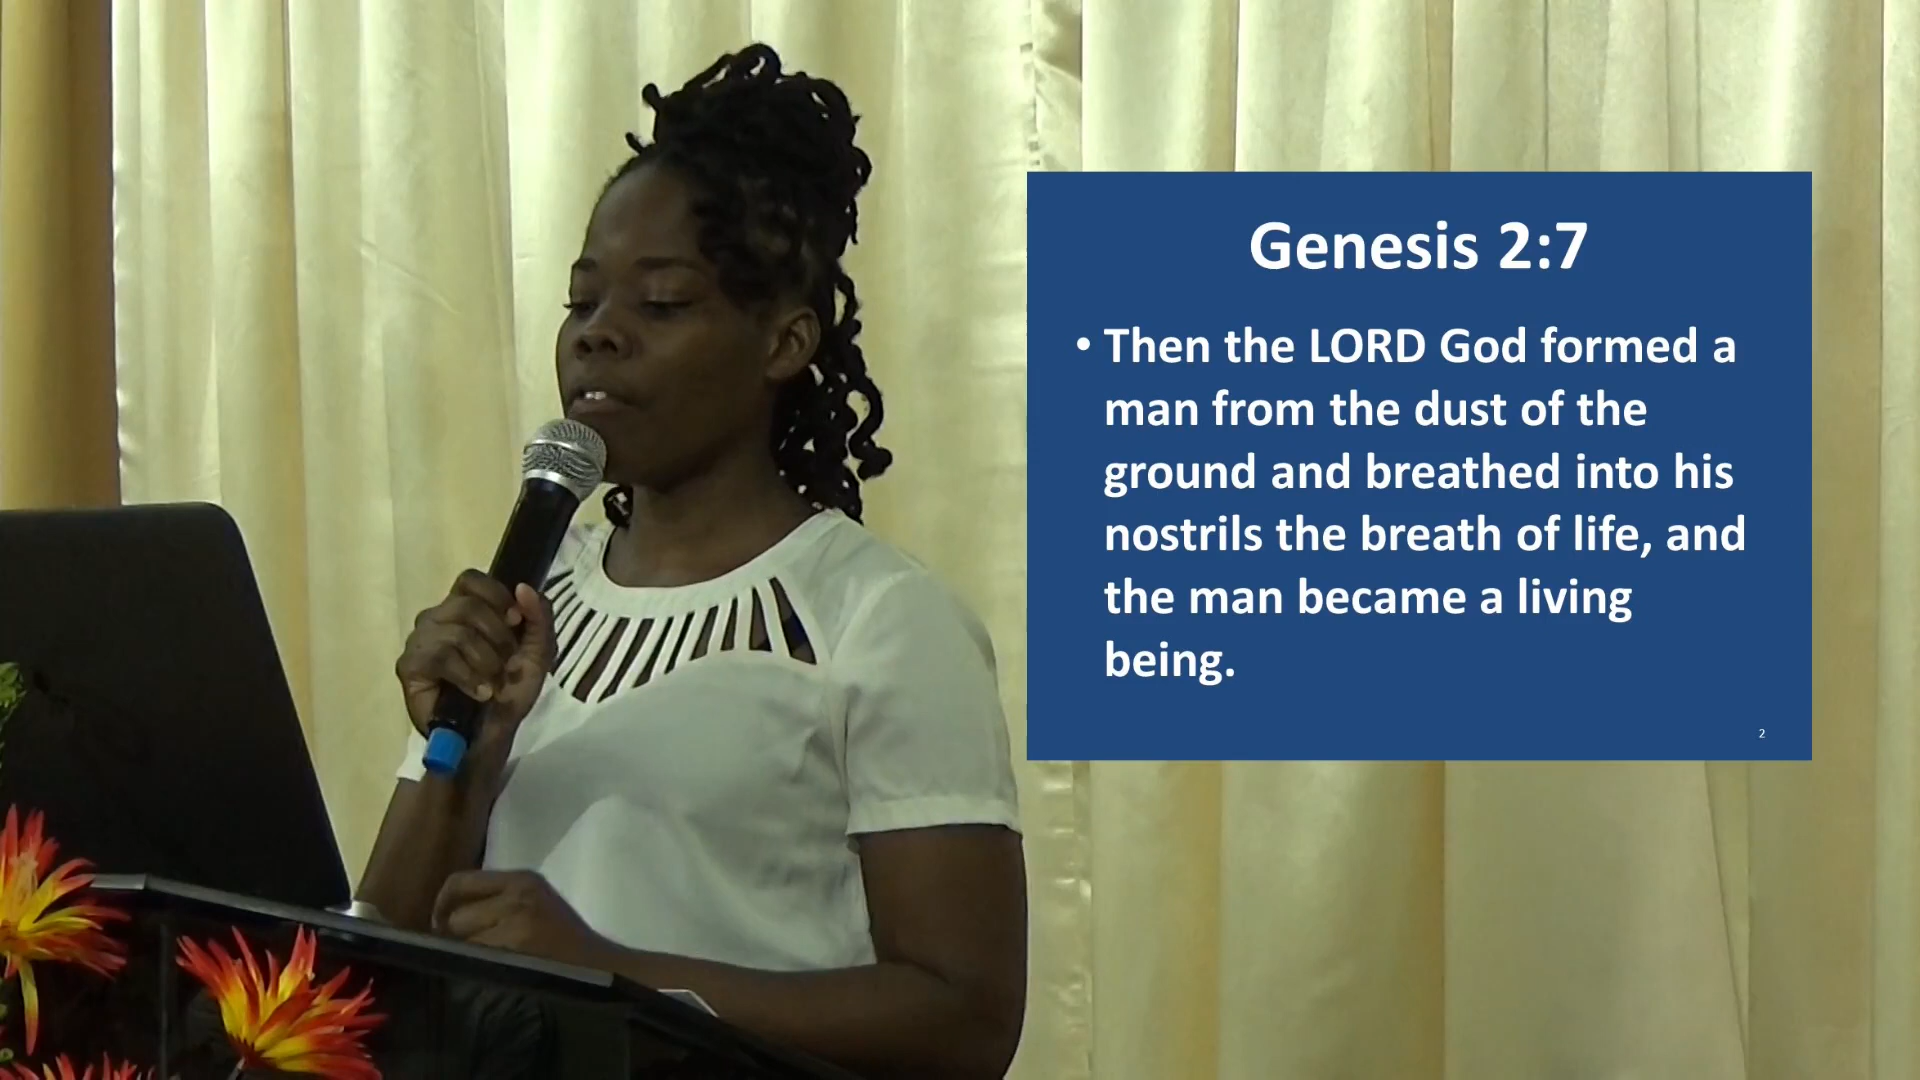 Genesis 2:7
• Then the LORD God formed a
man from the dust of the
ground and breathed into his
nostrils the breath of life, and
the man became a living
being.
2